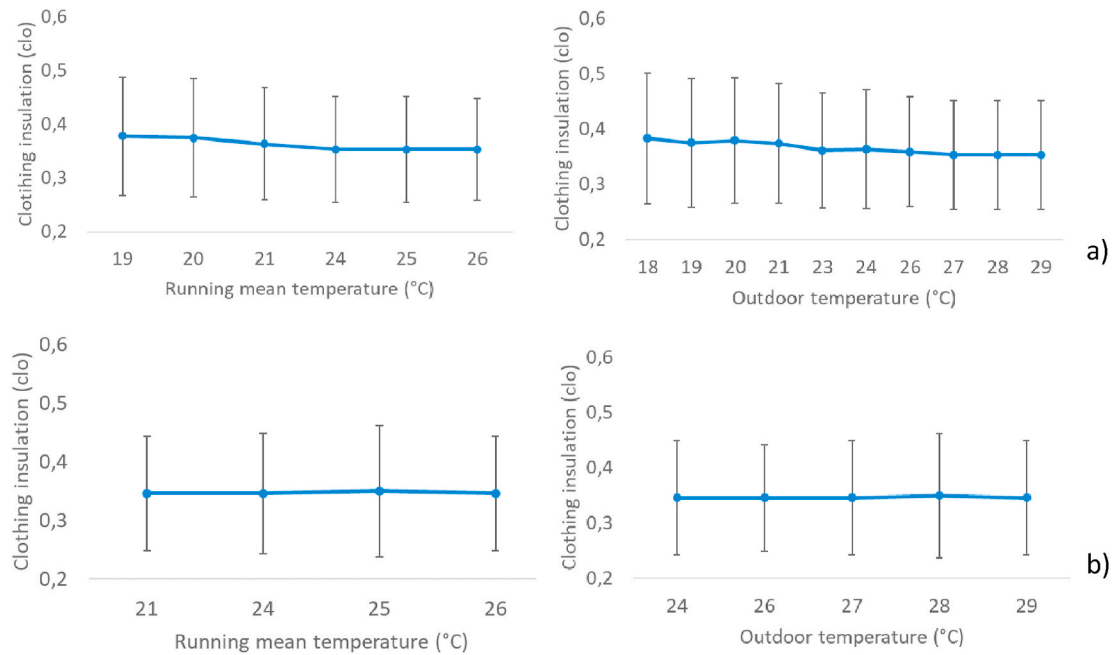 Clotihing insulation (clo)
0,6
0,5
0,4
0,3
0,2
19 20 21 24 25 26
Running mean temperature (°C)
Clothing insulation (clo)
0,6
0,5
0,4
0,3
0,2
18 19 20 21 23 24 26 27 28 29
Outdoor temperature (°C)
a)
Clothing insulation (clo)
0,6
0,5
0,4
0,3
0,2
21 24 25 26
Running mean temperature (°C)
Clothing insulation (clo)
0,6
0,5
0,4
0,3
0,2
24 26 27 28 29
Outdoor temperature (°C)
b)